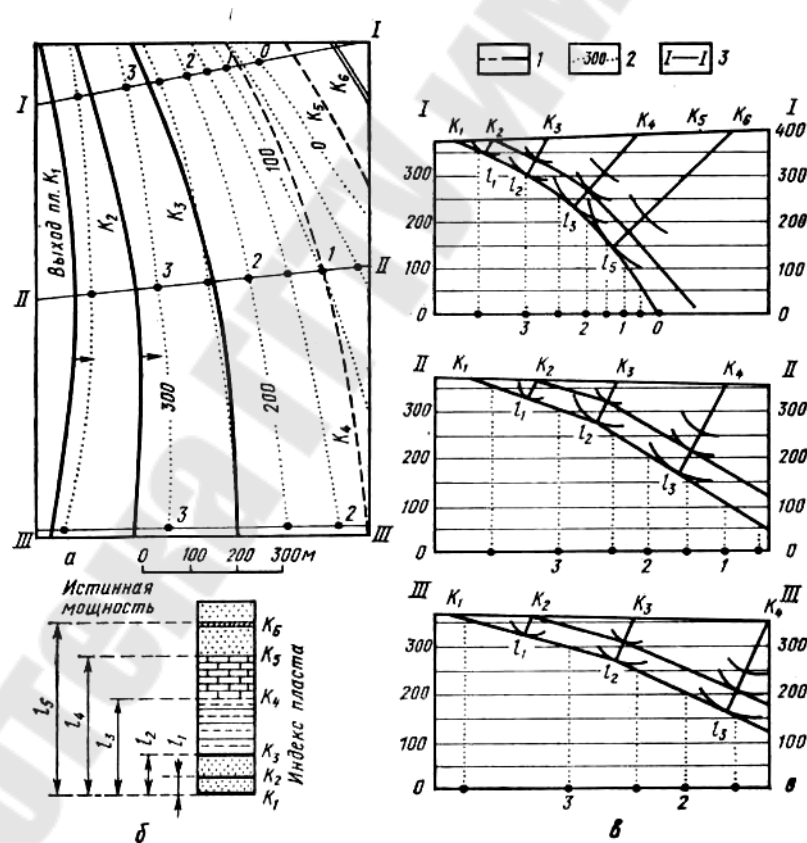 I
3
2
1
0
K₆
K₅
0
100
I
Выход пл. K₁
K₂
K₃
II
3
2
1
II
300
200
K₄
III
3
2
III
а
0 100 200 300 м
Истинная
мощность
l₅
l₄
l₃
l₂
l₁
K₆
K₅
K₄
K₃
K₂
K₁
Индекс пласта
б
1
300 2
I—I 3
I K₁ K₂ K₃ K₄ K₅ K₆ I 400
300 300
200 200
100 100
0 0
l₁ l₂ l₃ l₅
3 2 1 0
II K₁ K₂ K₃ K₄ II
300 300
200 200
100 100
0 0
l₁ l₂ l₃
3 2 1
III K₁ K₂ K₃ K₄ III
300 300
200 200
100 100
0 0
l₁ l₂ l₃
3 2
в